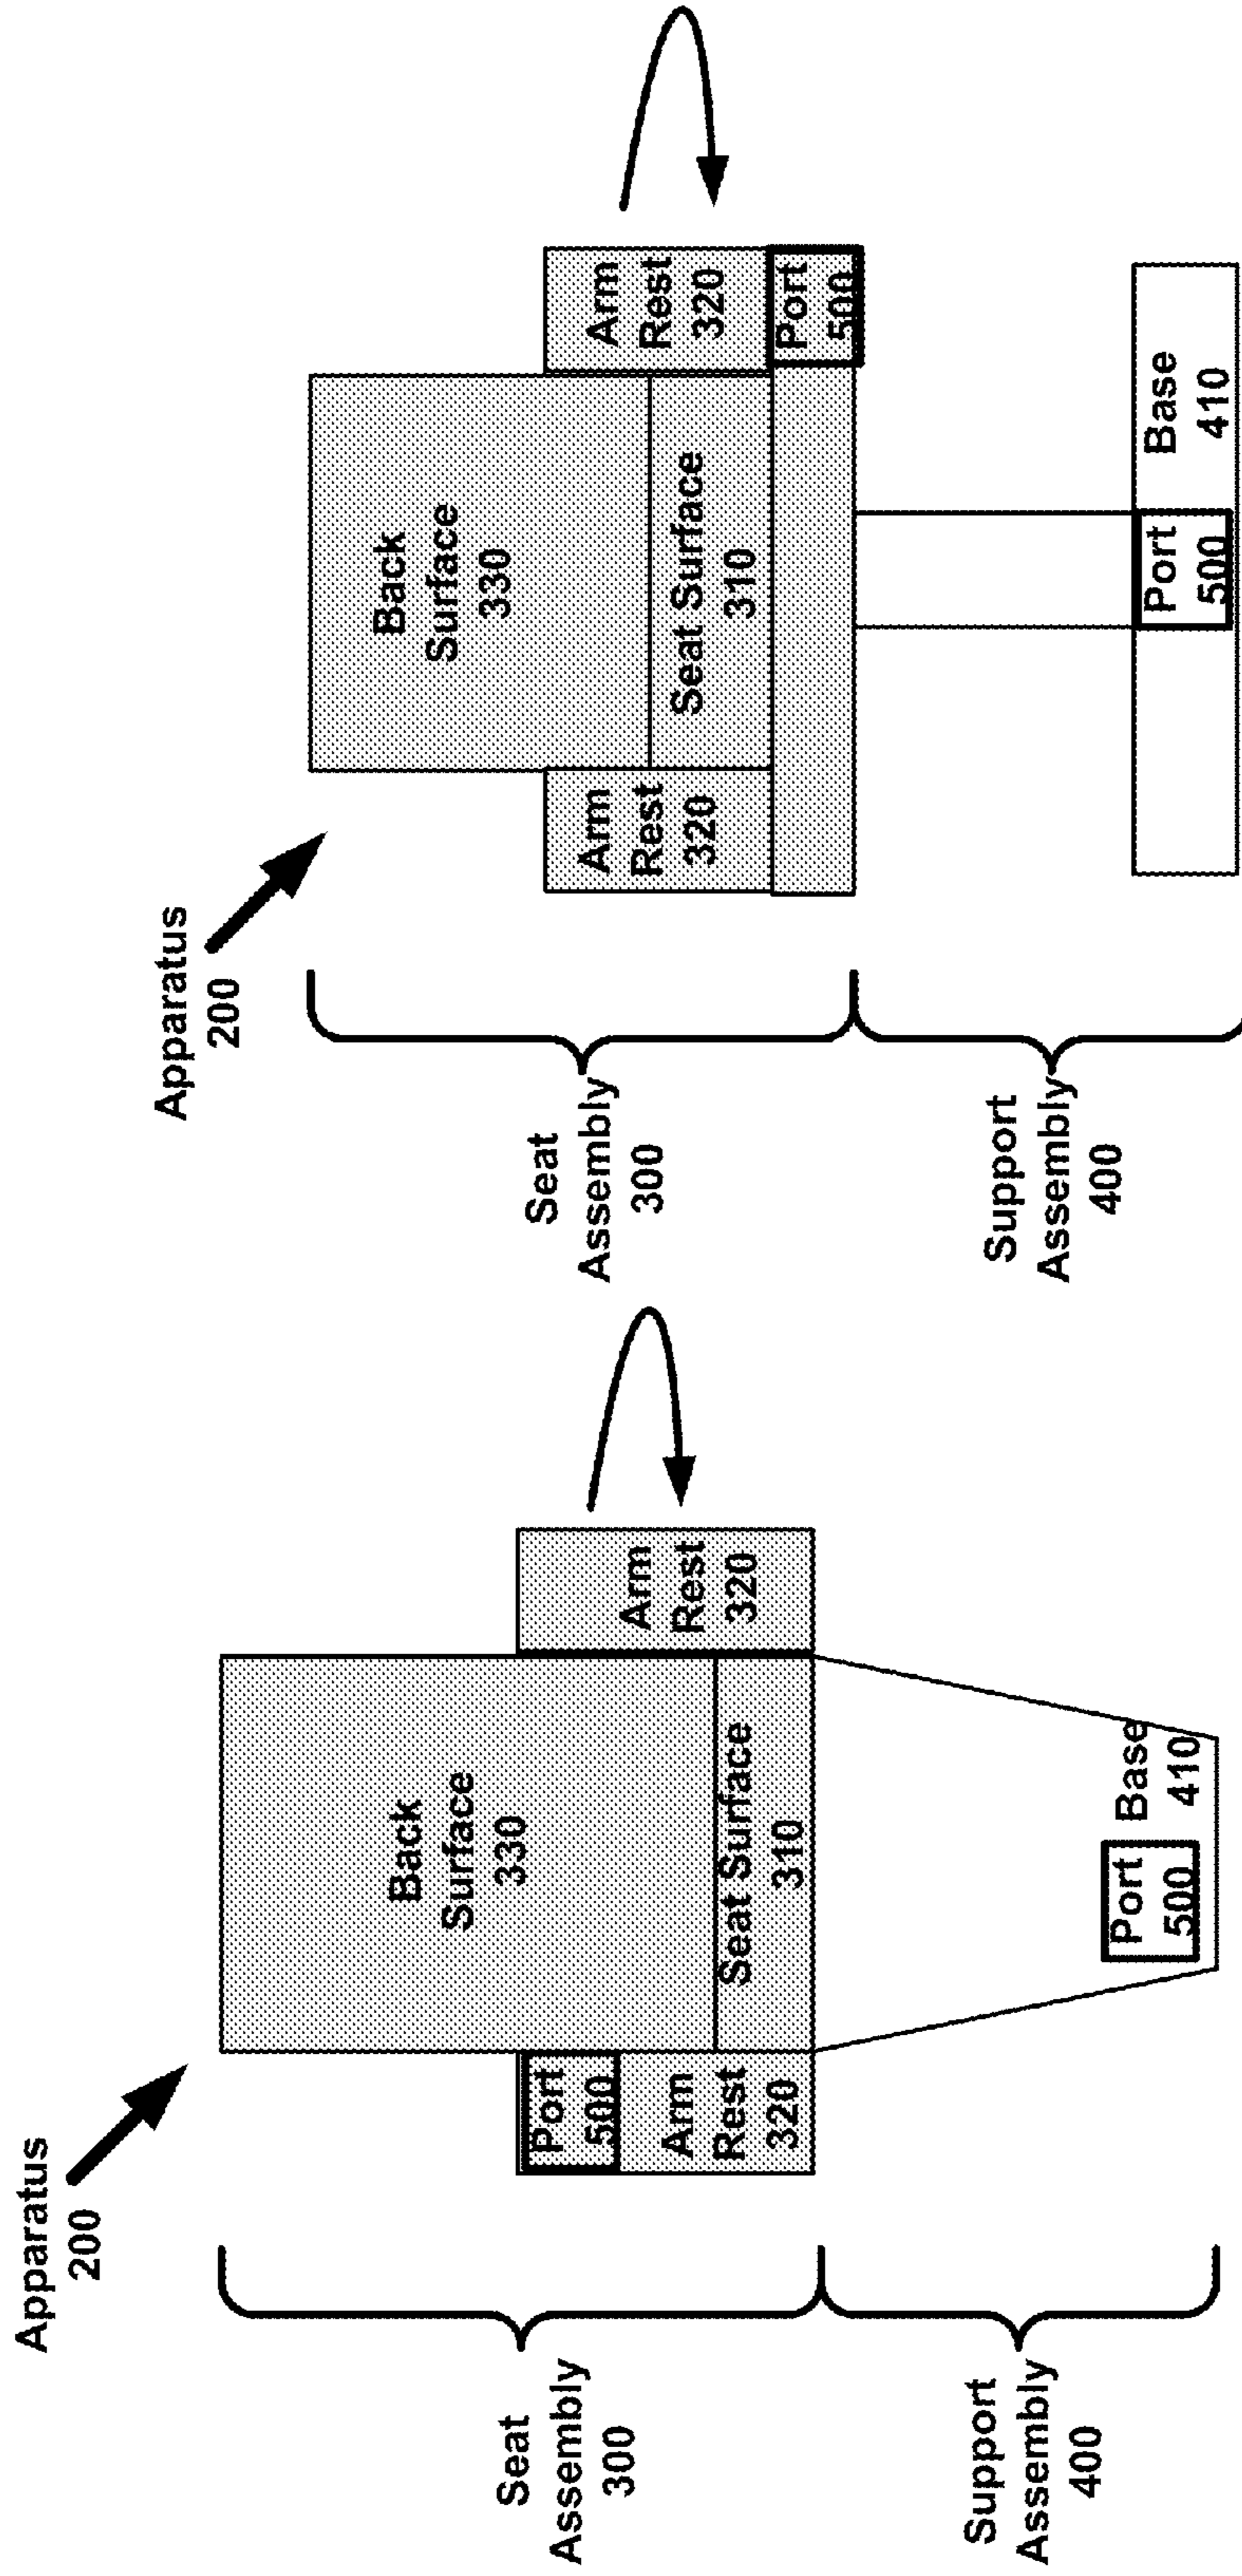 Apparatus
200
Seat
Assembly
300
Support
Assembly
400
Back
Surface
330
Port
500
Arm
Rest
320
Seat Surface
310
Arm
Rest
320
Port
500
Base
410
Apparatus
200
Seat
Assembly
300
Support
Assembly
400
Back
Surface
330
Arm
Rest
320
Seat Surface
310
Arm
Rest
320
Port
500
Port
500
Base
410